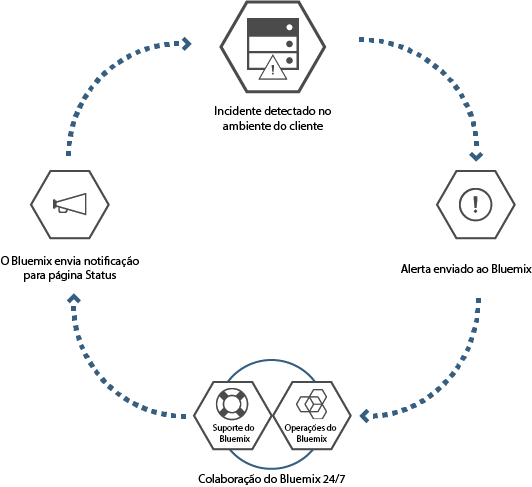 Incidente detectado no
ambiente do cliente
O Bluemix envia notificação
para página Status
Alerta enviado ao Bluemix
Suporte do
Bluemix
Operações do
Bluemix
Colaboração do Bluemix 24/7